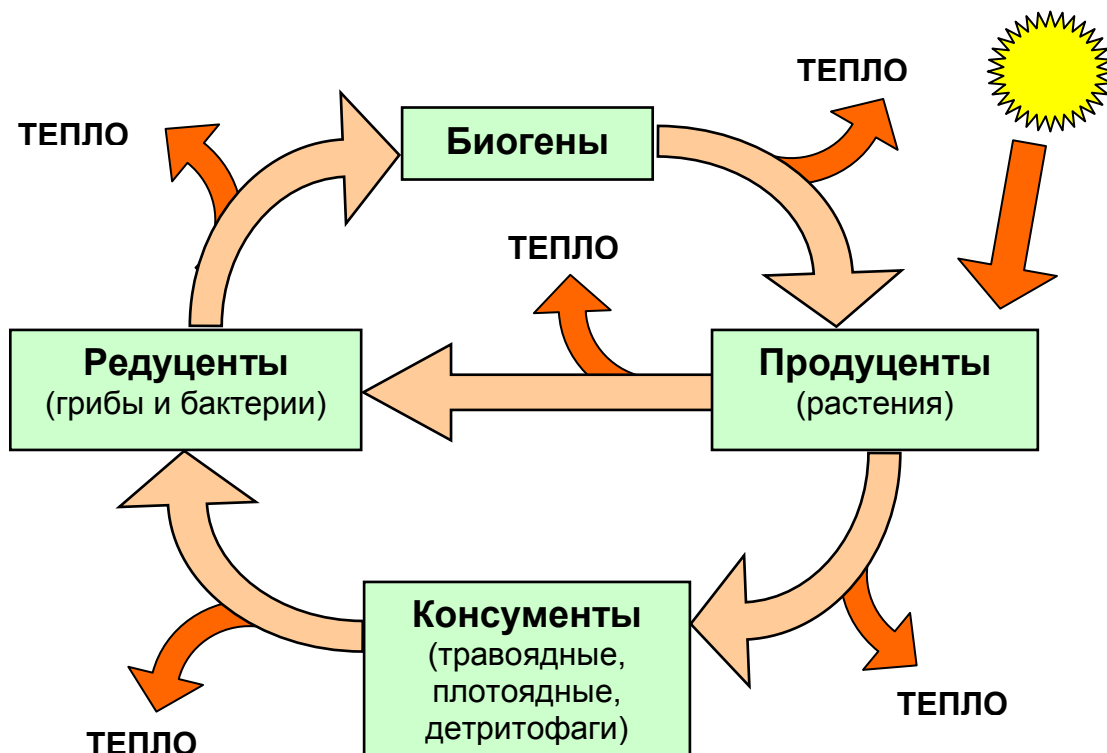 ТЕПЛО
ТЕПЛО
Биогены
ТЕПЛО
Редуценты
(грибы и бактерии)
Продуценты
(растения)
Консументы
(травоядные,
плотоядные,
детритофаги)
ТЕПЛО
ТЕПЛО